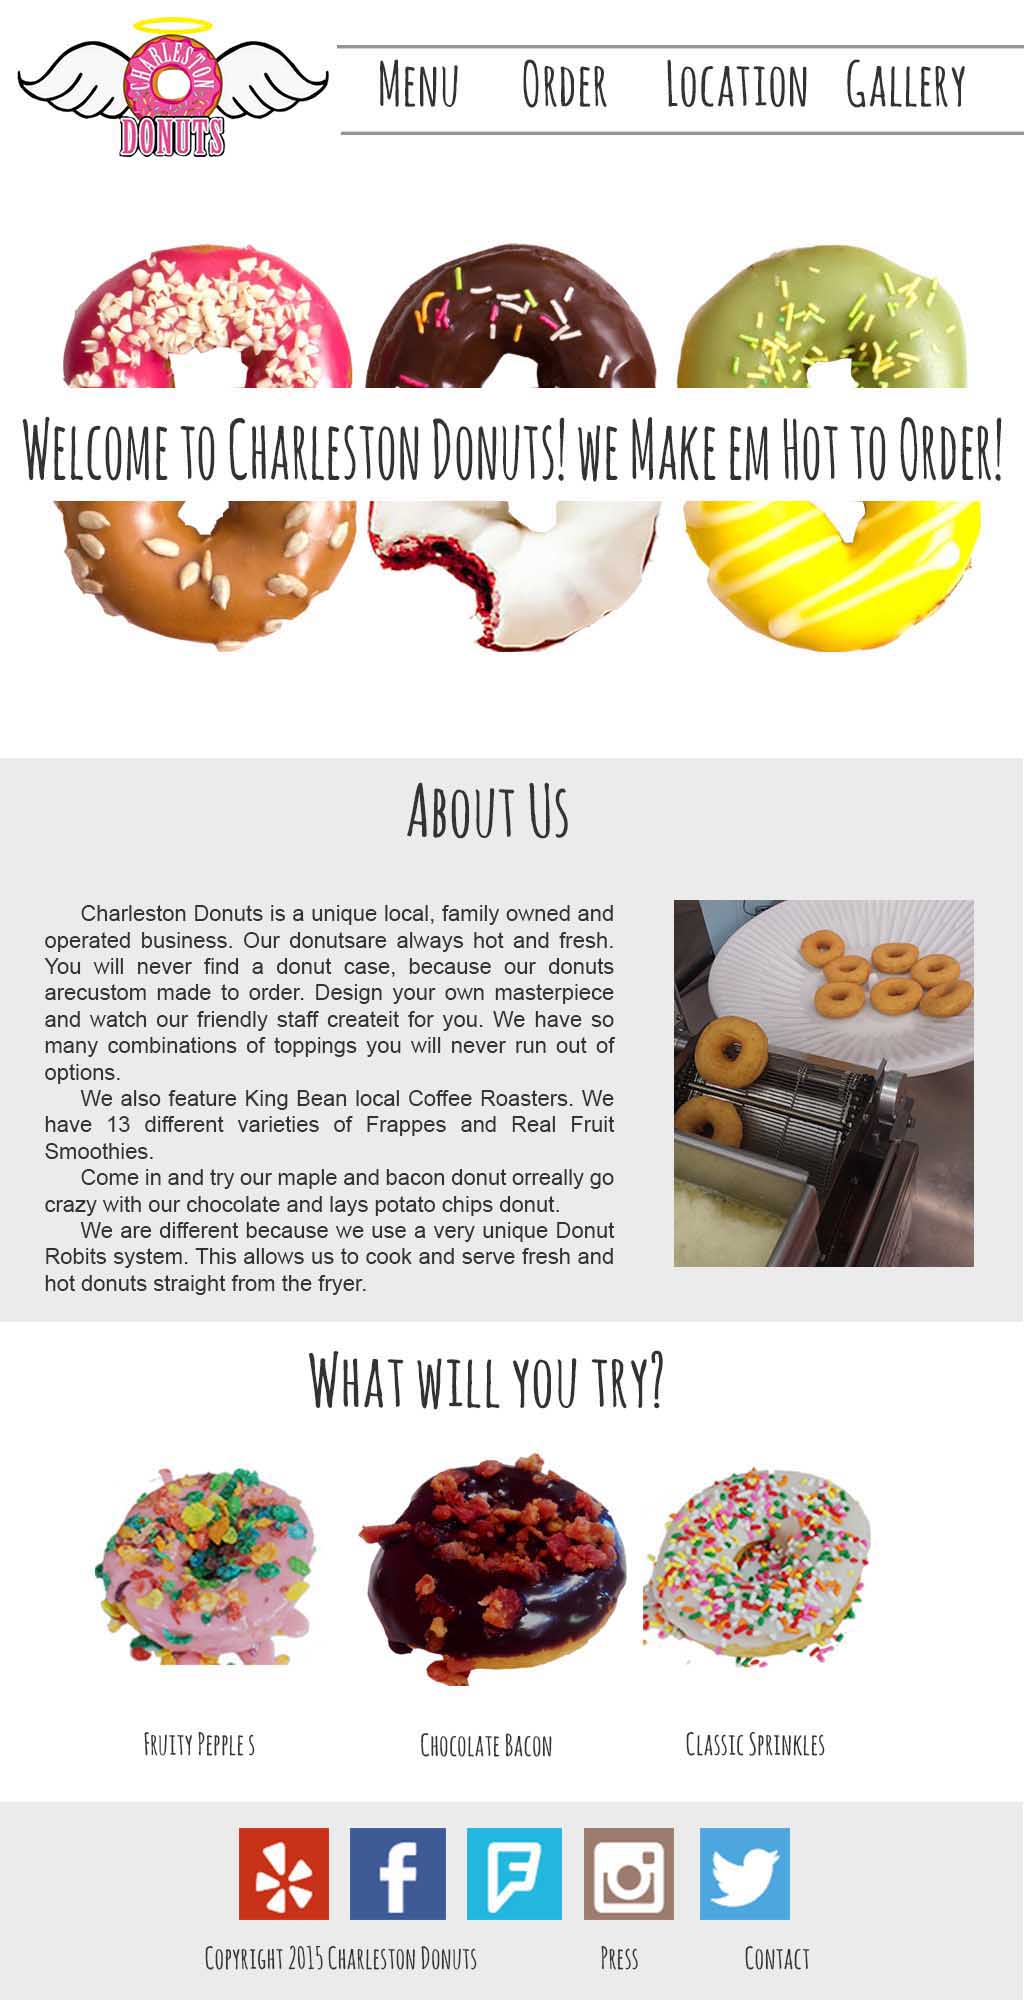 CHARLESTON
DONUTS
MENU ORDER LOCATION GALLERY
WELCOME TO CHARLESTON DONUTS! WE MAKE EM HOT TO ORDER!
ABOUT US
Charleston Donuts is a unique local, family owned and
operated business. Our donutsare always hot and fresh.
You will never find a donut case, because our donuts
arecustom made to order. Design your own masterpiece
and watch our friendly staff createit for you. We have so
many combinations of toppings you will never run out of
options.
We also feature King Bean local Coffee Roasters. We
have 13 different varieties of Frappes and Real Fruit
Smoothies.
Come in and try our maple and bacon donut orreally go
crazy with our chocolate and lays potato chips donut.
We are different because we use a very unique Donut
Robits system. This allows us to cook and serve fresh and
hot donuts straight from the fryer.
WHAT WILL YOU TRY?
FRUITY PEPPLE S
CHOCOLATE BACON
CLASSIC SPRINKLES
COPYRIGHT 2015 CHARLESTON DONUTS PRESS CONTACT